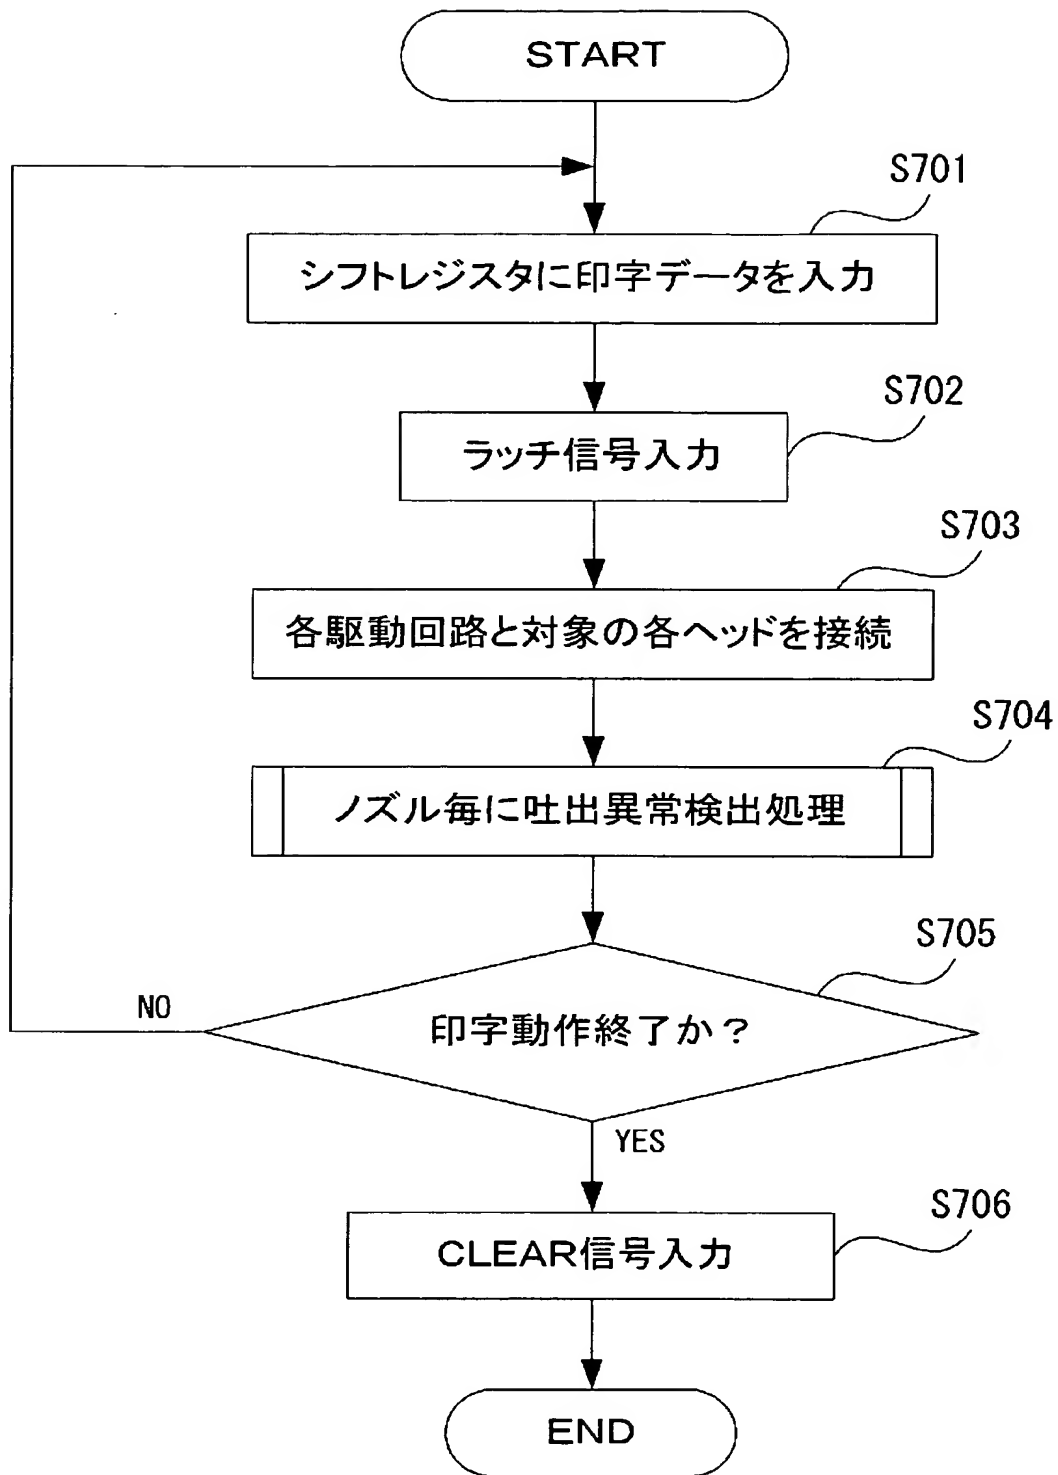 START
S701
シフトレジスタに印字データを入力
S702
ラッチ信号入力
S703
各駆動回路と対象の各ヘッドを接続
S704
ノズル毎に吐出異常検出処理
S705
NO
印字動作終了か?
YES
S706
CLEAR信号入力
END